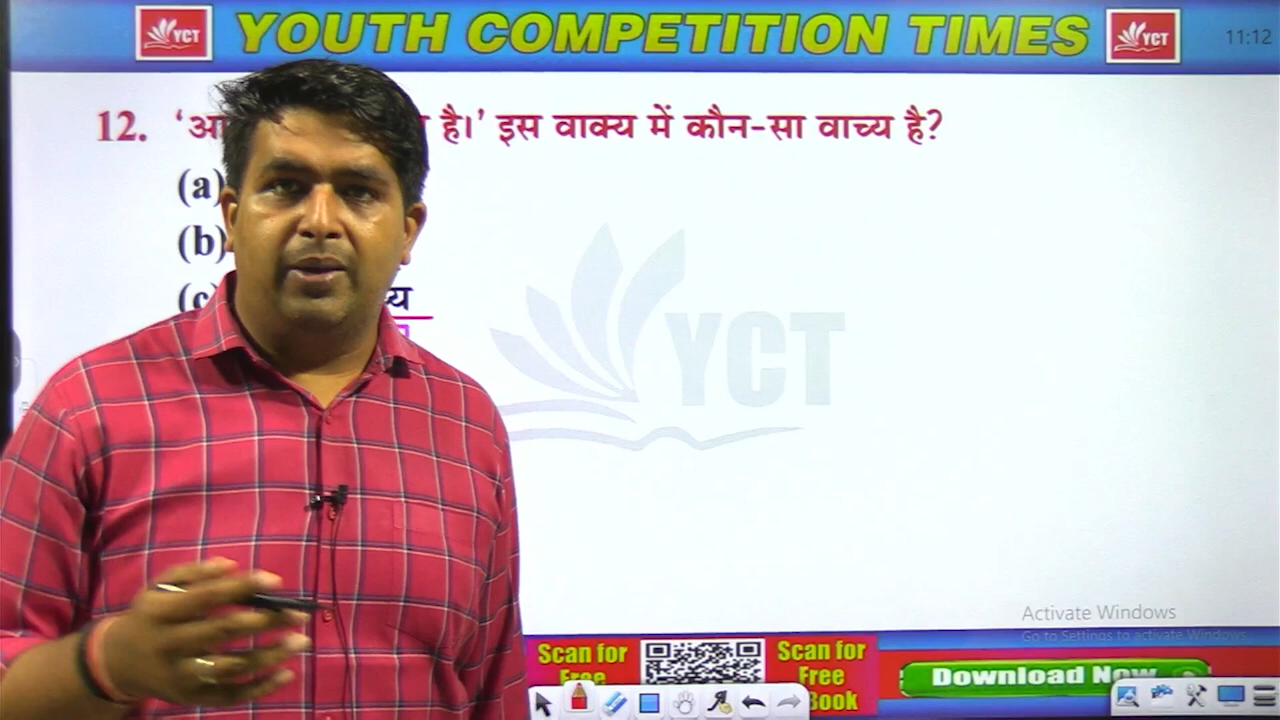 YCT YOUTH COMPETITION TIMES YCT 11:12
12. ‘ है।’ इस वाक्य में कौन-सा वाच्य है?
(a)
(b)
(c)
YCT
Activate Windows
Go to Settings to activate Windows.
Scan for Scan for
Free Free
Book
Download Now